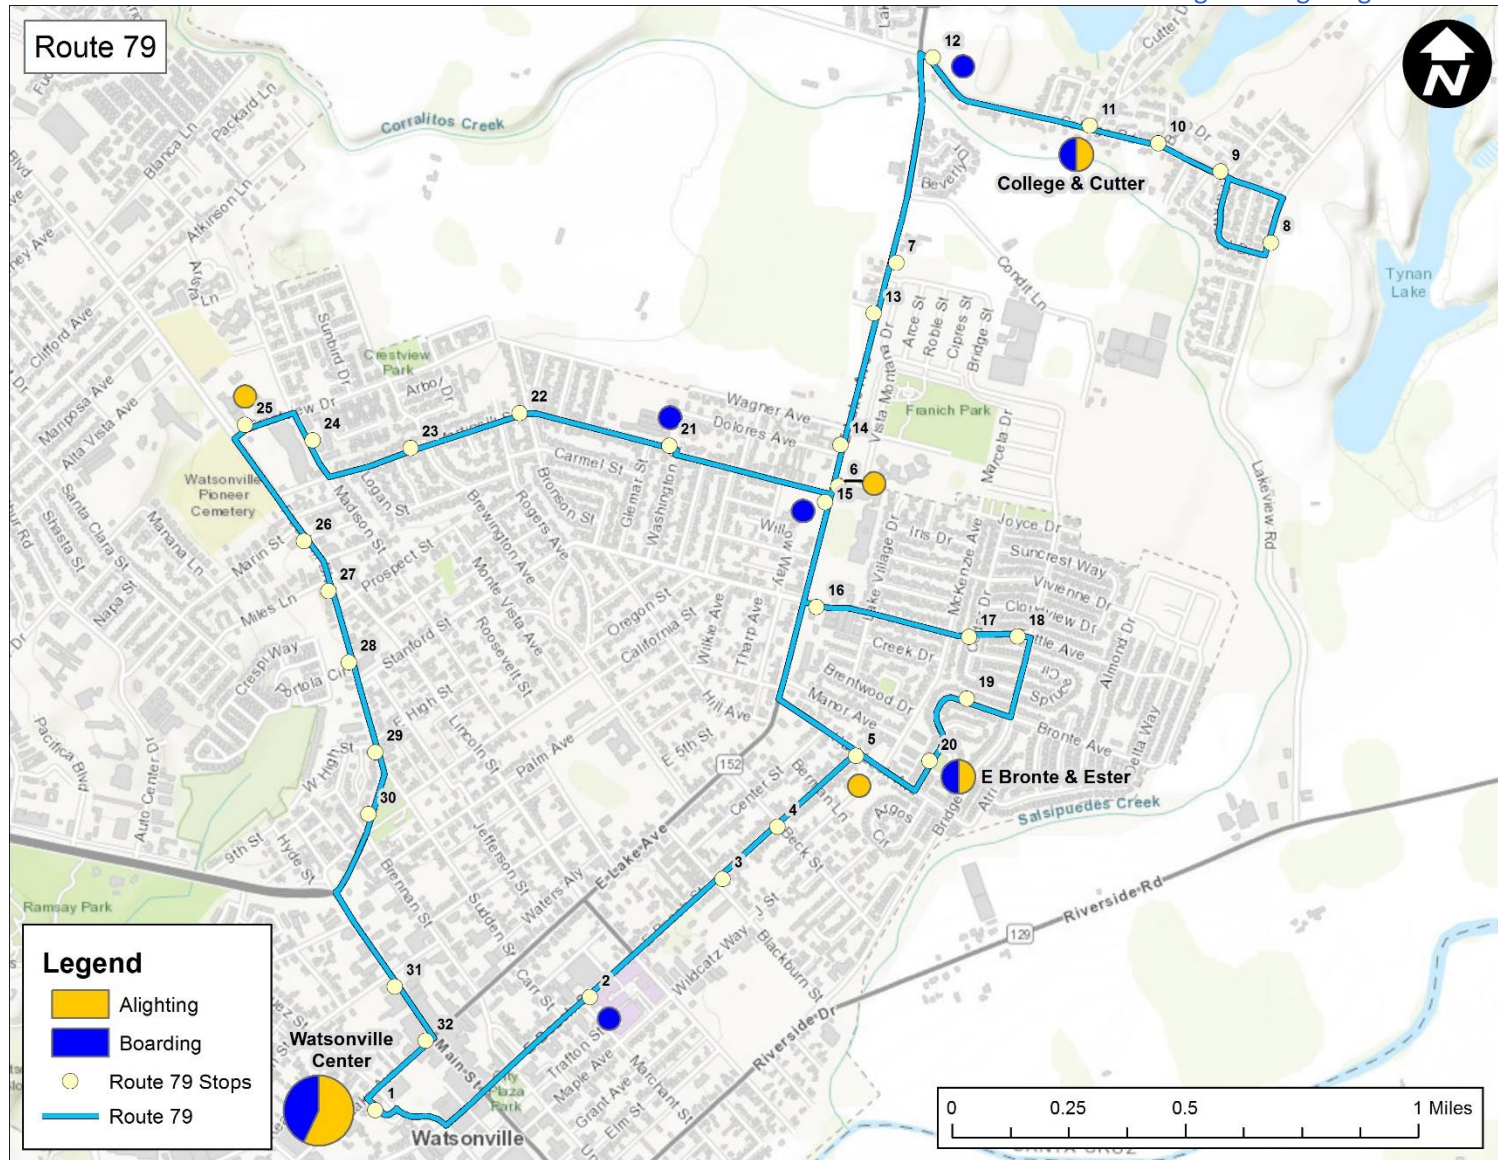 Route 79
Corralitos Creek
Packard Ln
Blanca Ln
Atkinson Ln
Cutter Dr
12
11
10
9
8
College & Cutter
Beverly Dr
Tynan
Lake
7
13
Condit Ln
Arce St
Roble St
Cipres St
Bridge St
Vista Montana Dr
Clifford Ave
Mariposa Ave
Alta Vista Ave
Sunbird Dr
Crestview
Park
22
Wagner Ave
Dolores Ave
Franich Park
Marcela Dr
25
24
23
21
14
6
15
Carmel St
Bronson St
Glemar St
Washington
Logan St
Madison St
Brewington Ave
Rogers Ave
Watsonville
Pioneer
Cemetery
Lakeview Rd
Santa Clara St
Shasta St
Manana Ln
Napa St
Marin St
26
Prospect St
Monte Vista Ave
Joyce Dr
Iris Dr
Suncrest Way
Vivienne Dr
Lake Village Dr
McKenzie Ave
27
Miles Ln
Oregon St
California St
Wilkie Ave
Tharp Ave
16
17
18
Almond Dr
Creek Dr
Crespi Way
28
Stanford St
Roosevelt St
Brentwood Dr
Manor Ave
19
Spruce Cir
Bronte Ave
Delta Way
Hill Ave
E High St
Lincoln St
Palm Ave
E 5th St
W High St
29
Pacifica Blvd
Auto Center Dr
152
5
20
E Bronte & Ester
Center St
Argos Cir
Salsipuedes Creek
30
9th St
Hyde St
4
Beck St
3
E Lake Ave
Jefferson St
Brennan St
Waters Aly
Sudden St
J St
Riverside Rd
129
Ramsay Park
Blackburn St
Wildcatz Way
Legend
Alighting
Boarding
Route 79 Stops
Route 79
31
Carr St
2
32
Watsonville
Center
Main St
Trafton St
Maple Ave
Grant Ave
Elm St
Marchant St
Riverside Dr
1
City
Plaza
Park
Watsonville
0 0.25 0.5 1 Miles
N